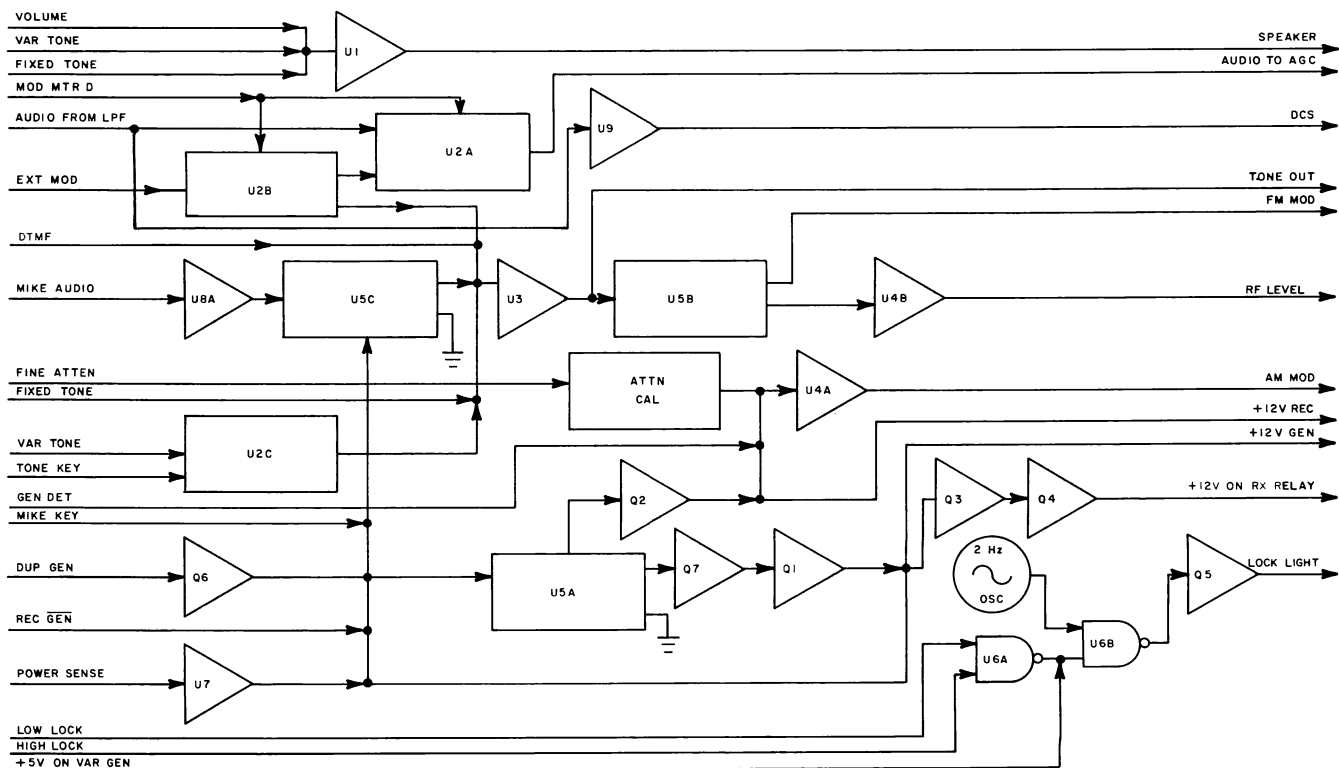 VOLUME
VAR TONE
FIXED TONE
MOD MTR D
AUDIO FROM LPF
EXT MOD
DTMF
MIKE AUDIO
FINE ATTEN
FIXED TONE
VAR TONE
TONE KEY
GEN DET
MIKE KEY
DUP GEN
REC GEN
POWER SENSE
LOW LOCK
HIGH LOCK
+5V ON VAR GEN
U1
U2A
U9
U2B
U8A
U5C
U3
U5B
U4B
ATTN
CAL
U4A
U2C
Q2
Q3
Q4
Q6
U5A
Q7
Q1
2 Hz
OSC
Q5
U7
U6A
U6B
SPEAKER
AUDIO TO AGC
DCS
TONE OUT
FM MOD
RF LEVEL
AM MOD
+12V REC
+12V GEN
+12V ON RX RELAY
LOCK LIGHT